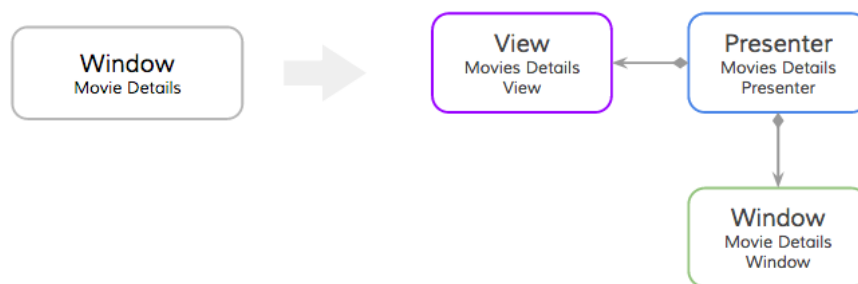 Window
Movie Details
View
Movies Details
View
Presenter
Movies Details
Presenter
Window
Movie Details
Window